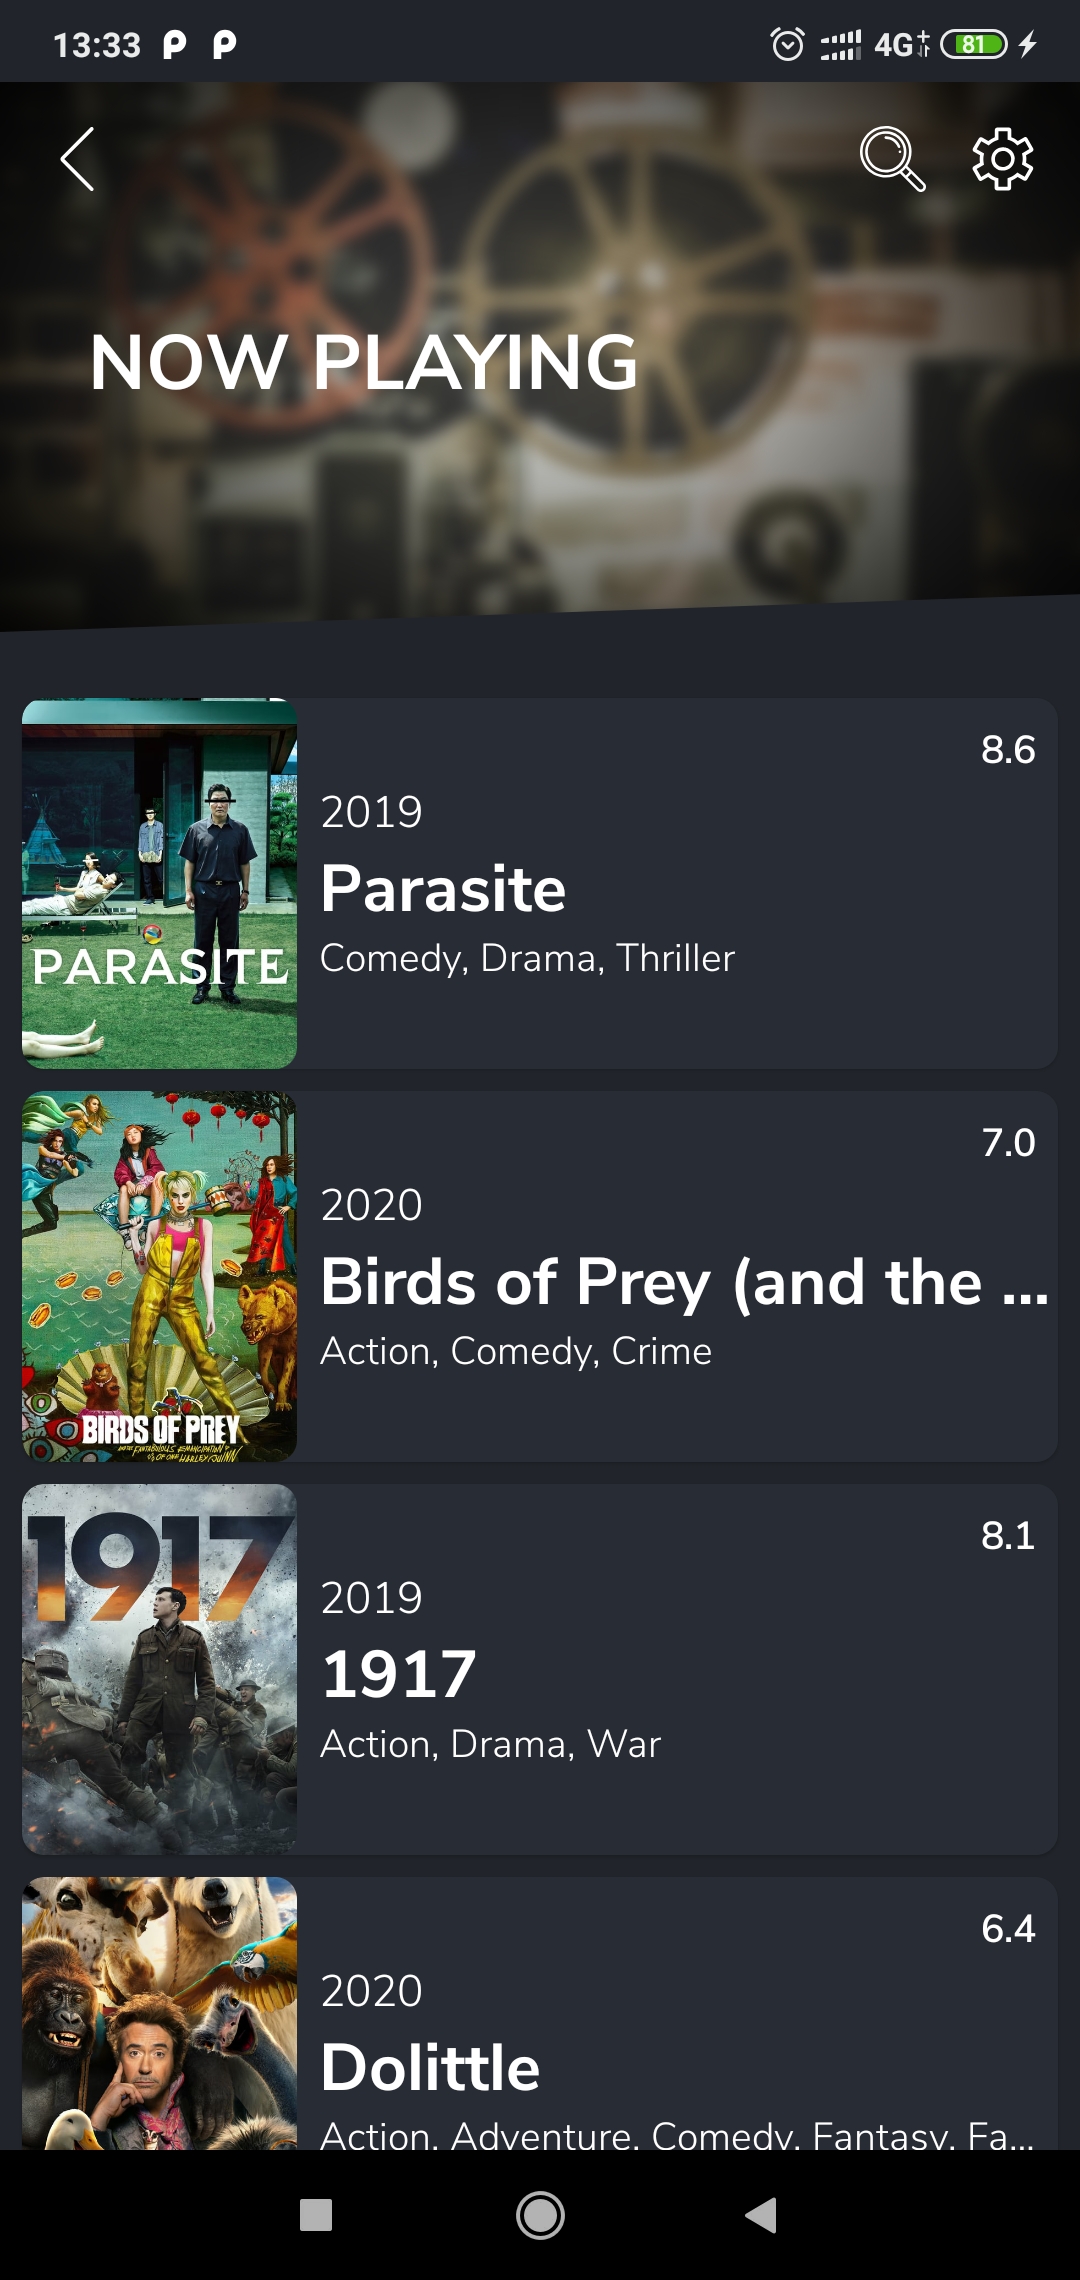 13:33
4G+
81
NOW PLAYING
PARASITE
8.6
2019
Parasite
Comedy, Drama, Thriller
BIRDS OF PREY
AND THE FANTABULOUS EMANCIPATION
OF ONE HARLEY QUINN
7.0
2020
Birds of Prey (and the ...
Action, Comedy, Crime
1917
8.1
2019
1917
Action, Drama, War
6.4
2020
Dolittle
Action, Adventure, Comedy, Fantasy, Fa...